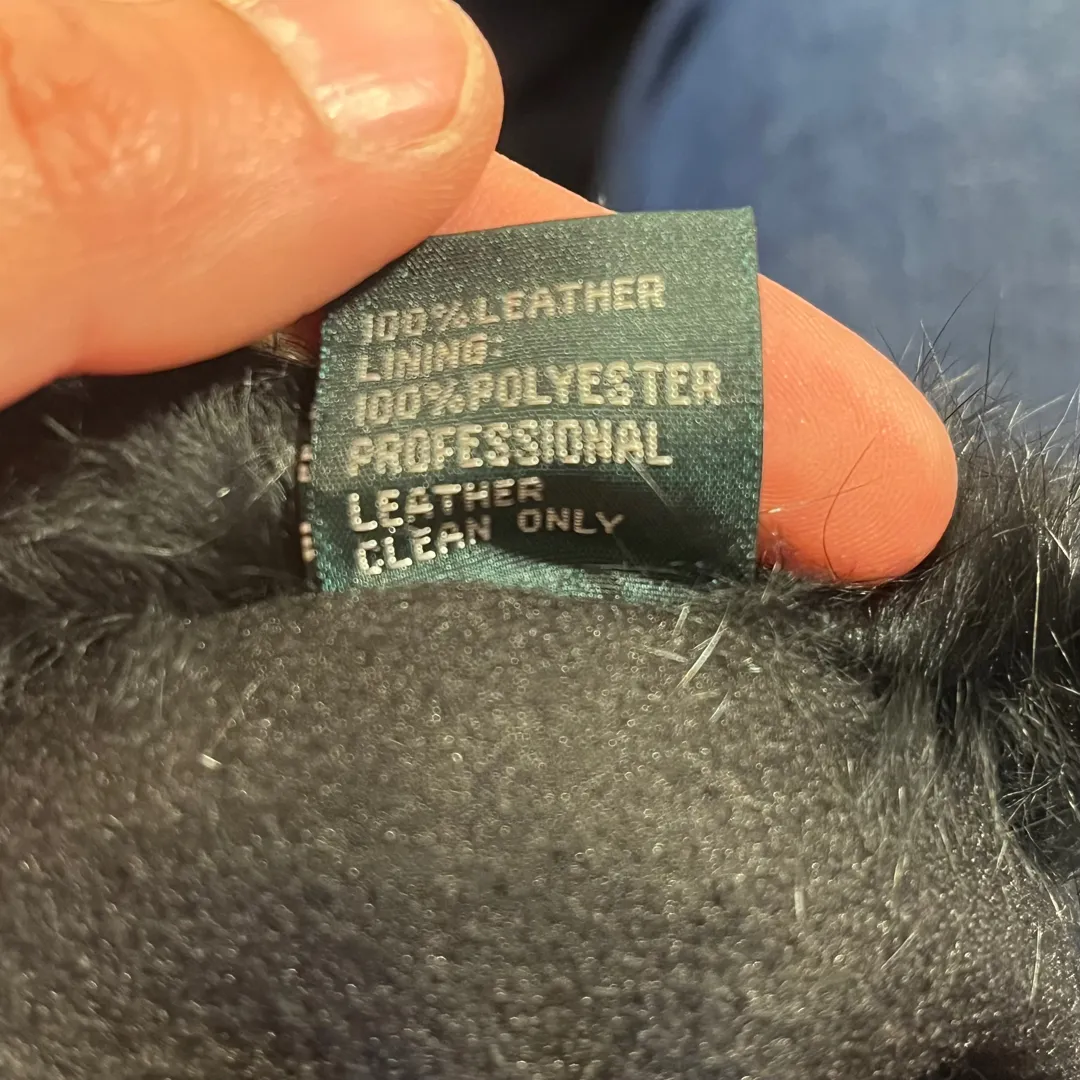 100%LEATHER
LINING:
100%POLYESTER
PROFESSIONAL
LEATHER
CLEAN ONLY